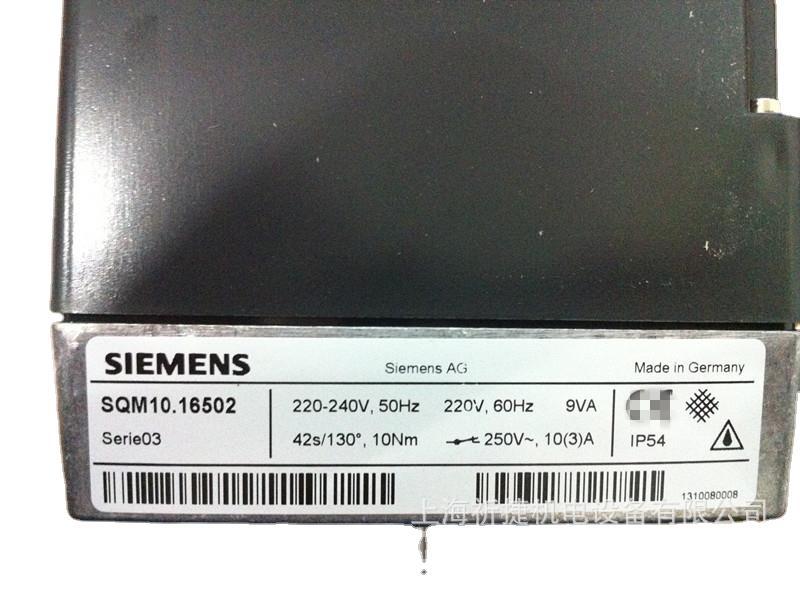 SIEMENS Siemens AG Made in Germany
SQM10.16502 220-240V, 50Hz 220V, 60Hz 9VA
Serie03 42s/130°, 10Nm 250V~, 10(3)A IP54
1310080008
上海祈捷机电设备有限公司